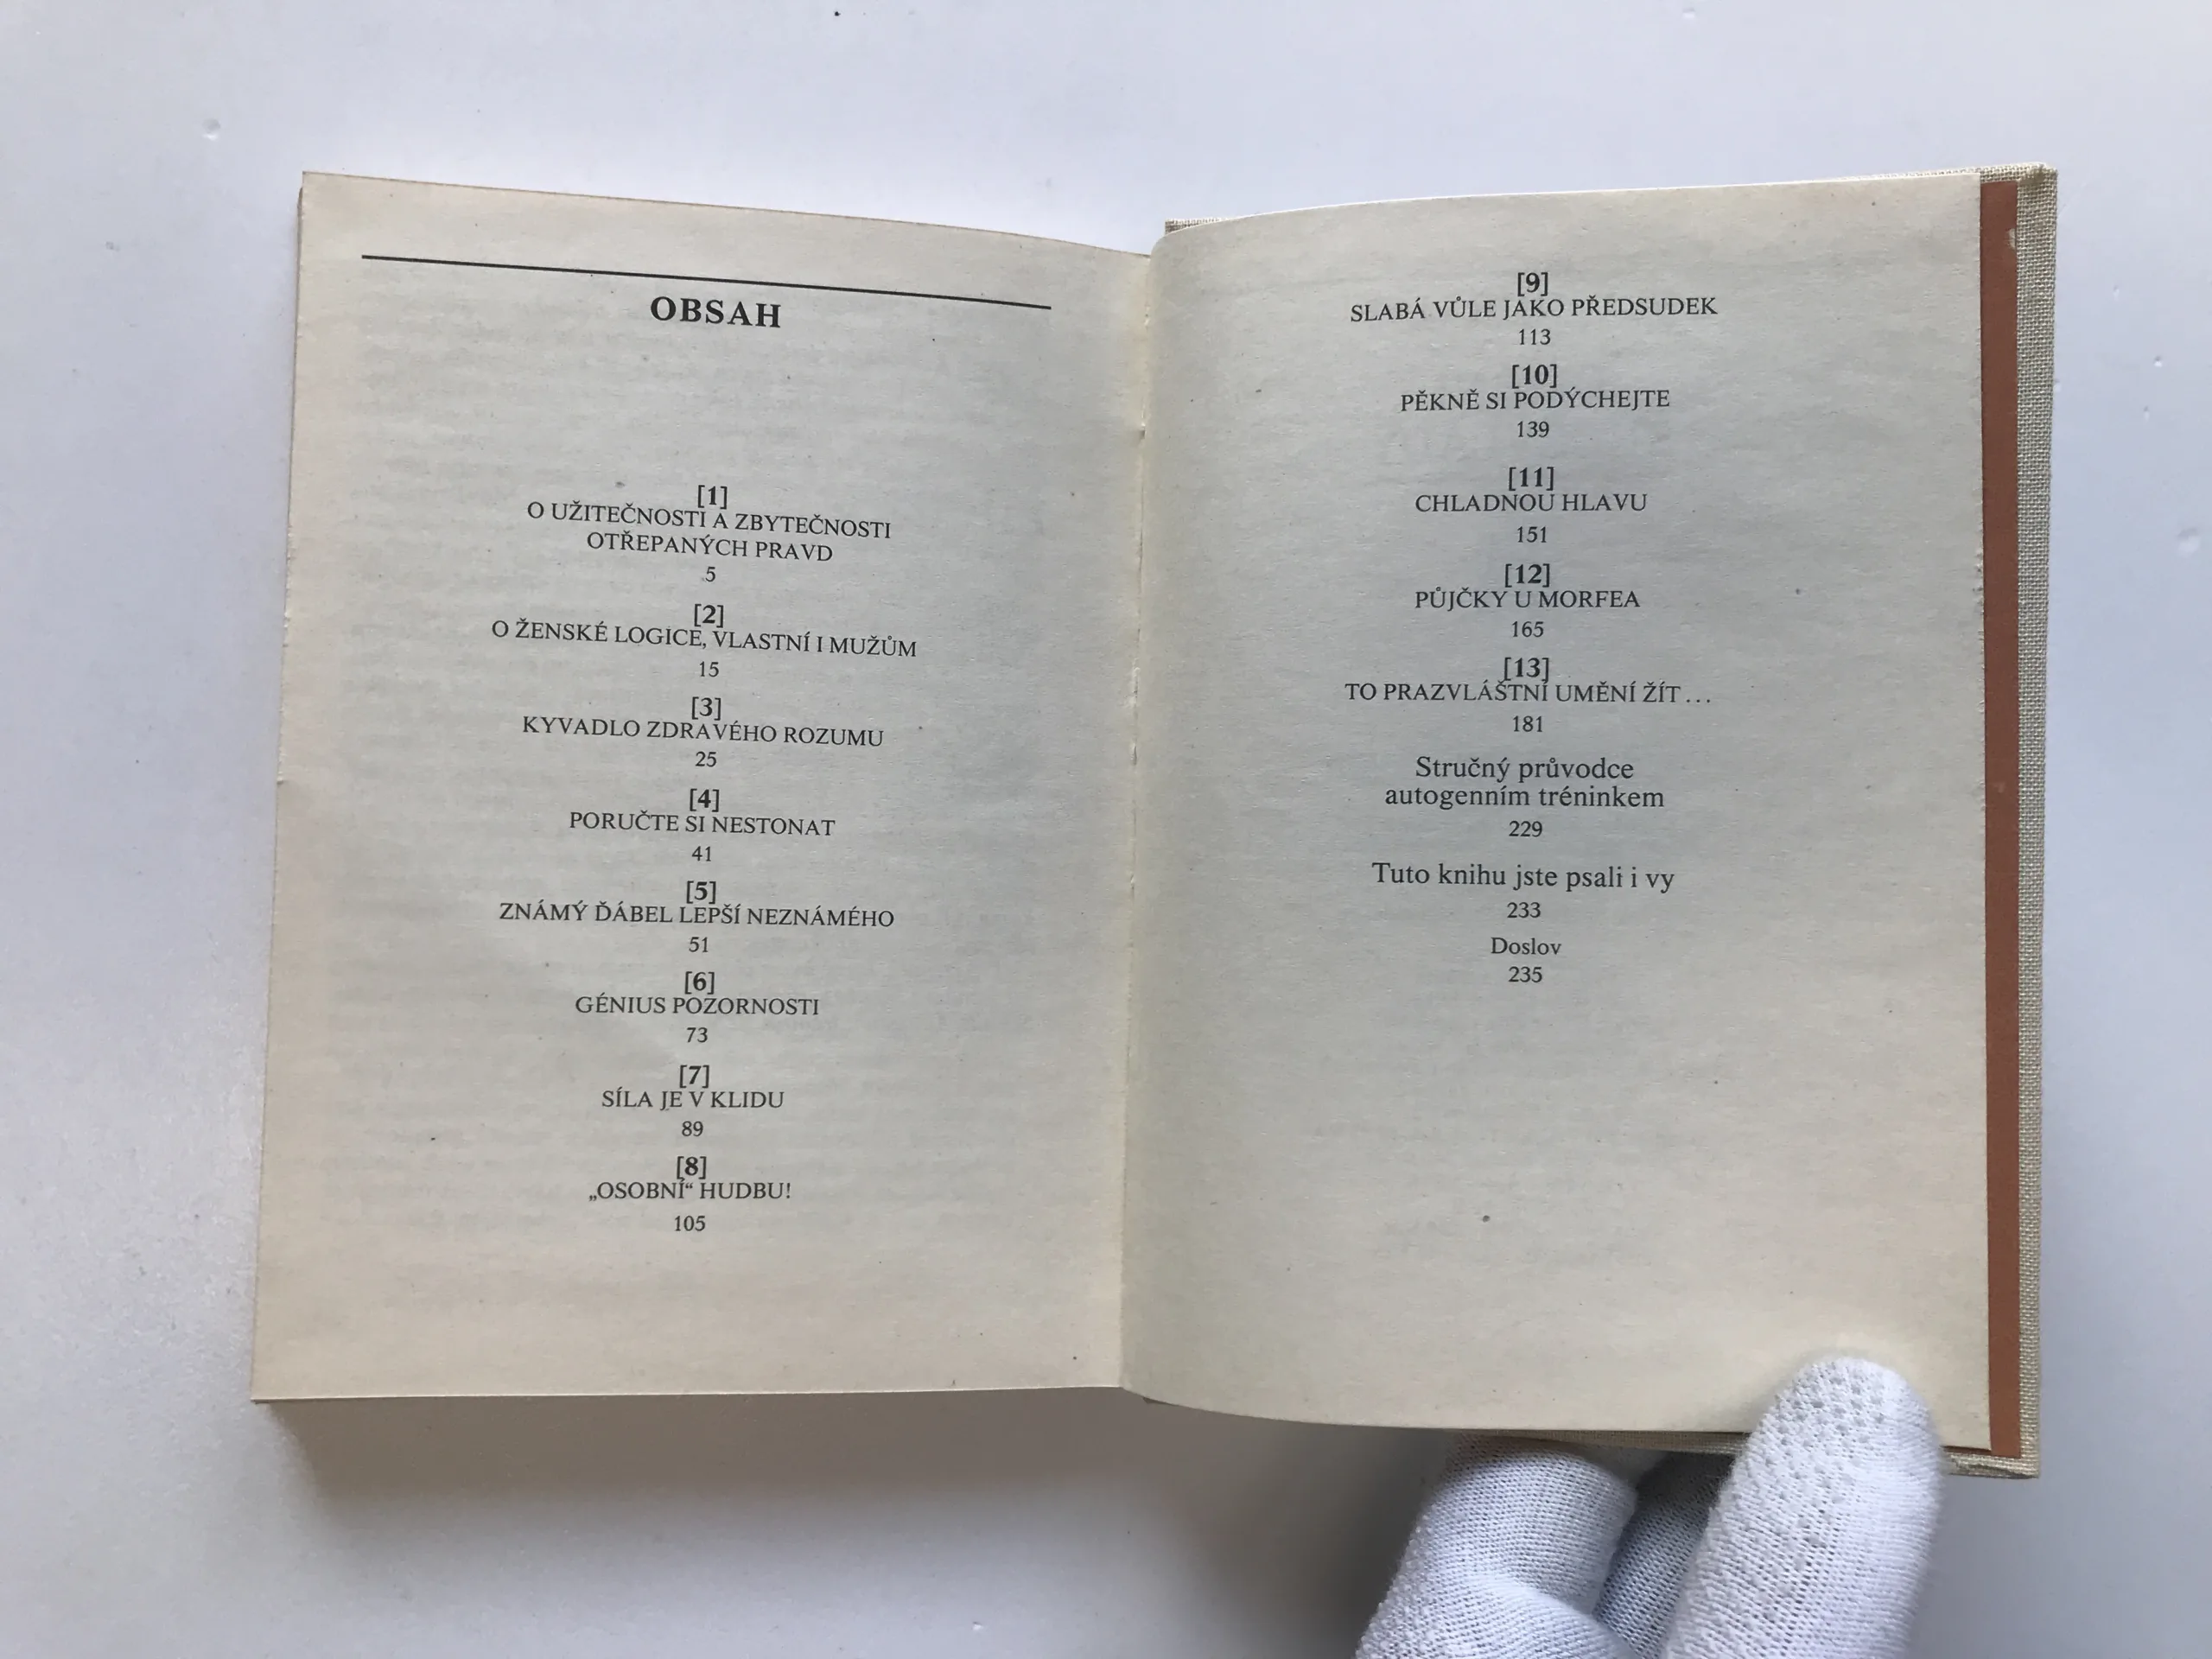 OBSAH
[1]
O UŽITEČNOSTI A ZBYTEČNOSTI
OTŘEPANÝCH PRAVD
5
[2]
O ŽENSKÉ LOGICE, VLASTNÍ I MUŽŮM
15
[3]
KYVADLO ZDRAVÉHO ROZUMU
25
[4]
PORUČTE SI NESTONAT
41
[5]
ZNÁMÝ ĎÁBEL LEPŠÍ NEZNÁMÉHO
51
[6]
GÉNIUS POZORNOSTI
73
[7]
SÍLA JE V KLIDU
89
[8]
„OSOBNÍ“ HUDBU!
105
[9]
SLABÁ VŮLE JAKO PŘEDSUDEK
113
[10]
PĚKNĚ SI PODÝCHEJTE
139
[11]
CHLADNOU HLAVU
151
[12]
PŮJČKY U MORFEA
165
[13]
TO PRAZVLÁŠTNÍ UMĚNÍ ŽÍT ...
181
Stručný průvodce
autogenním tréninkem
229
Tuto knihu jste psali i vy
233
Doslov
235